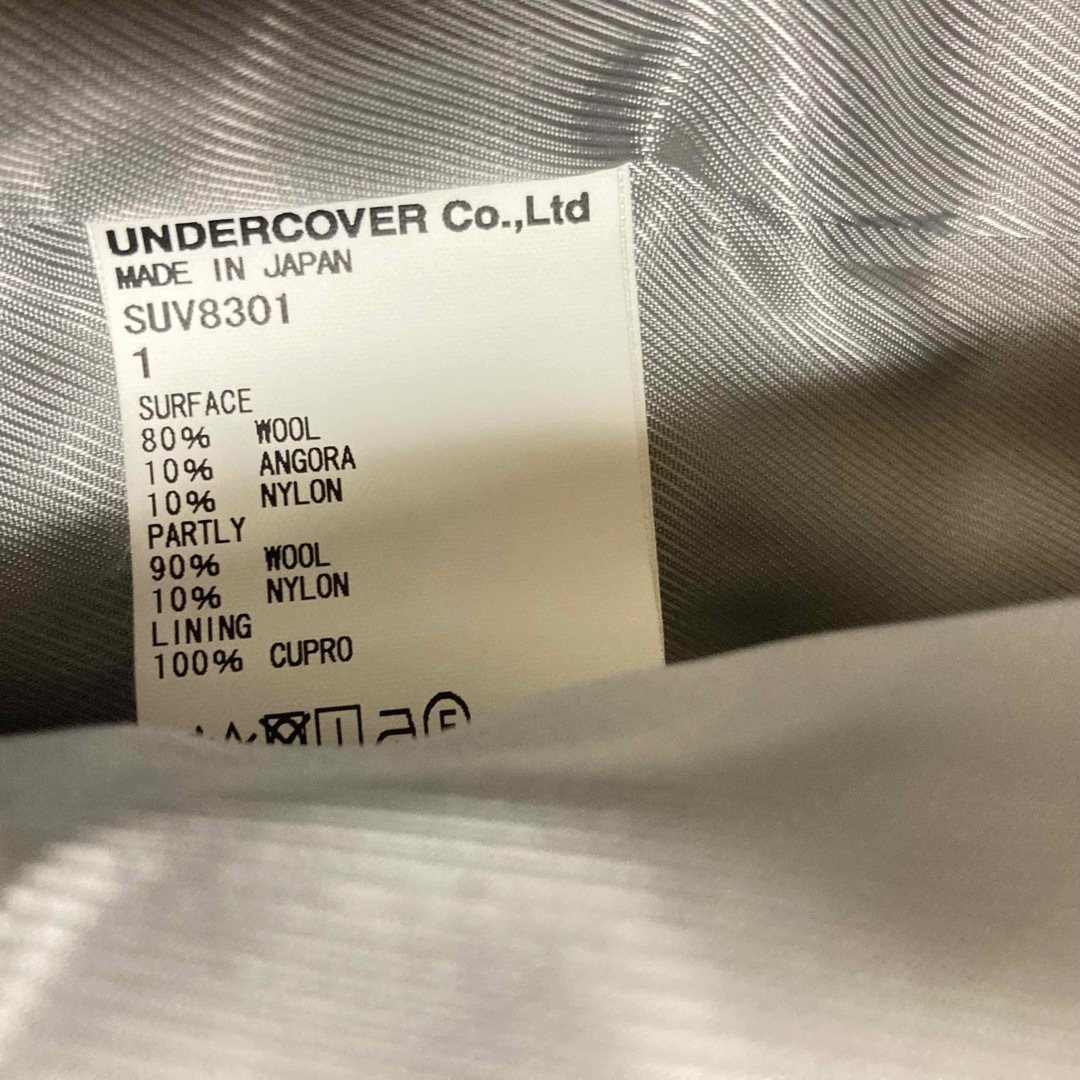 UNDERCOVER Co.,Ltd
MADE IN JAPAN
SUV8301
1
SURFACE
80% WOOL
10% ANGORA
10% NYLON
PARTLY
90% WOOL
10% NYLON
LINING
100% CUPRO
F